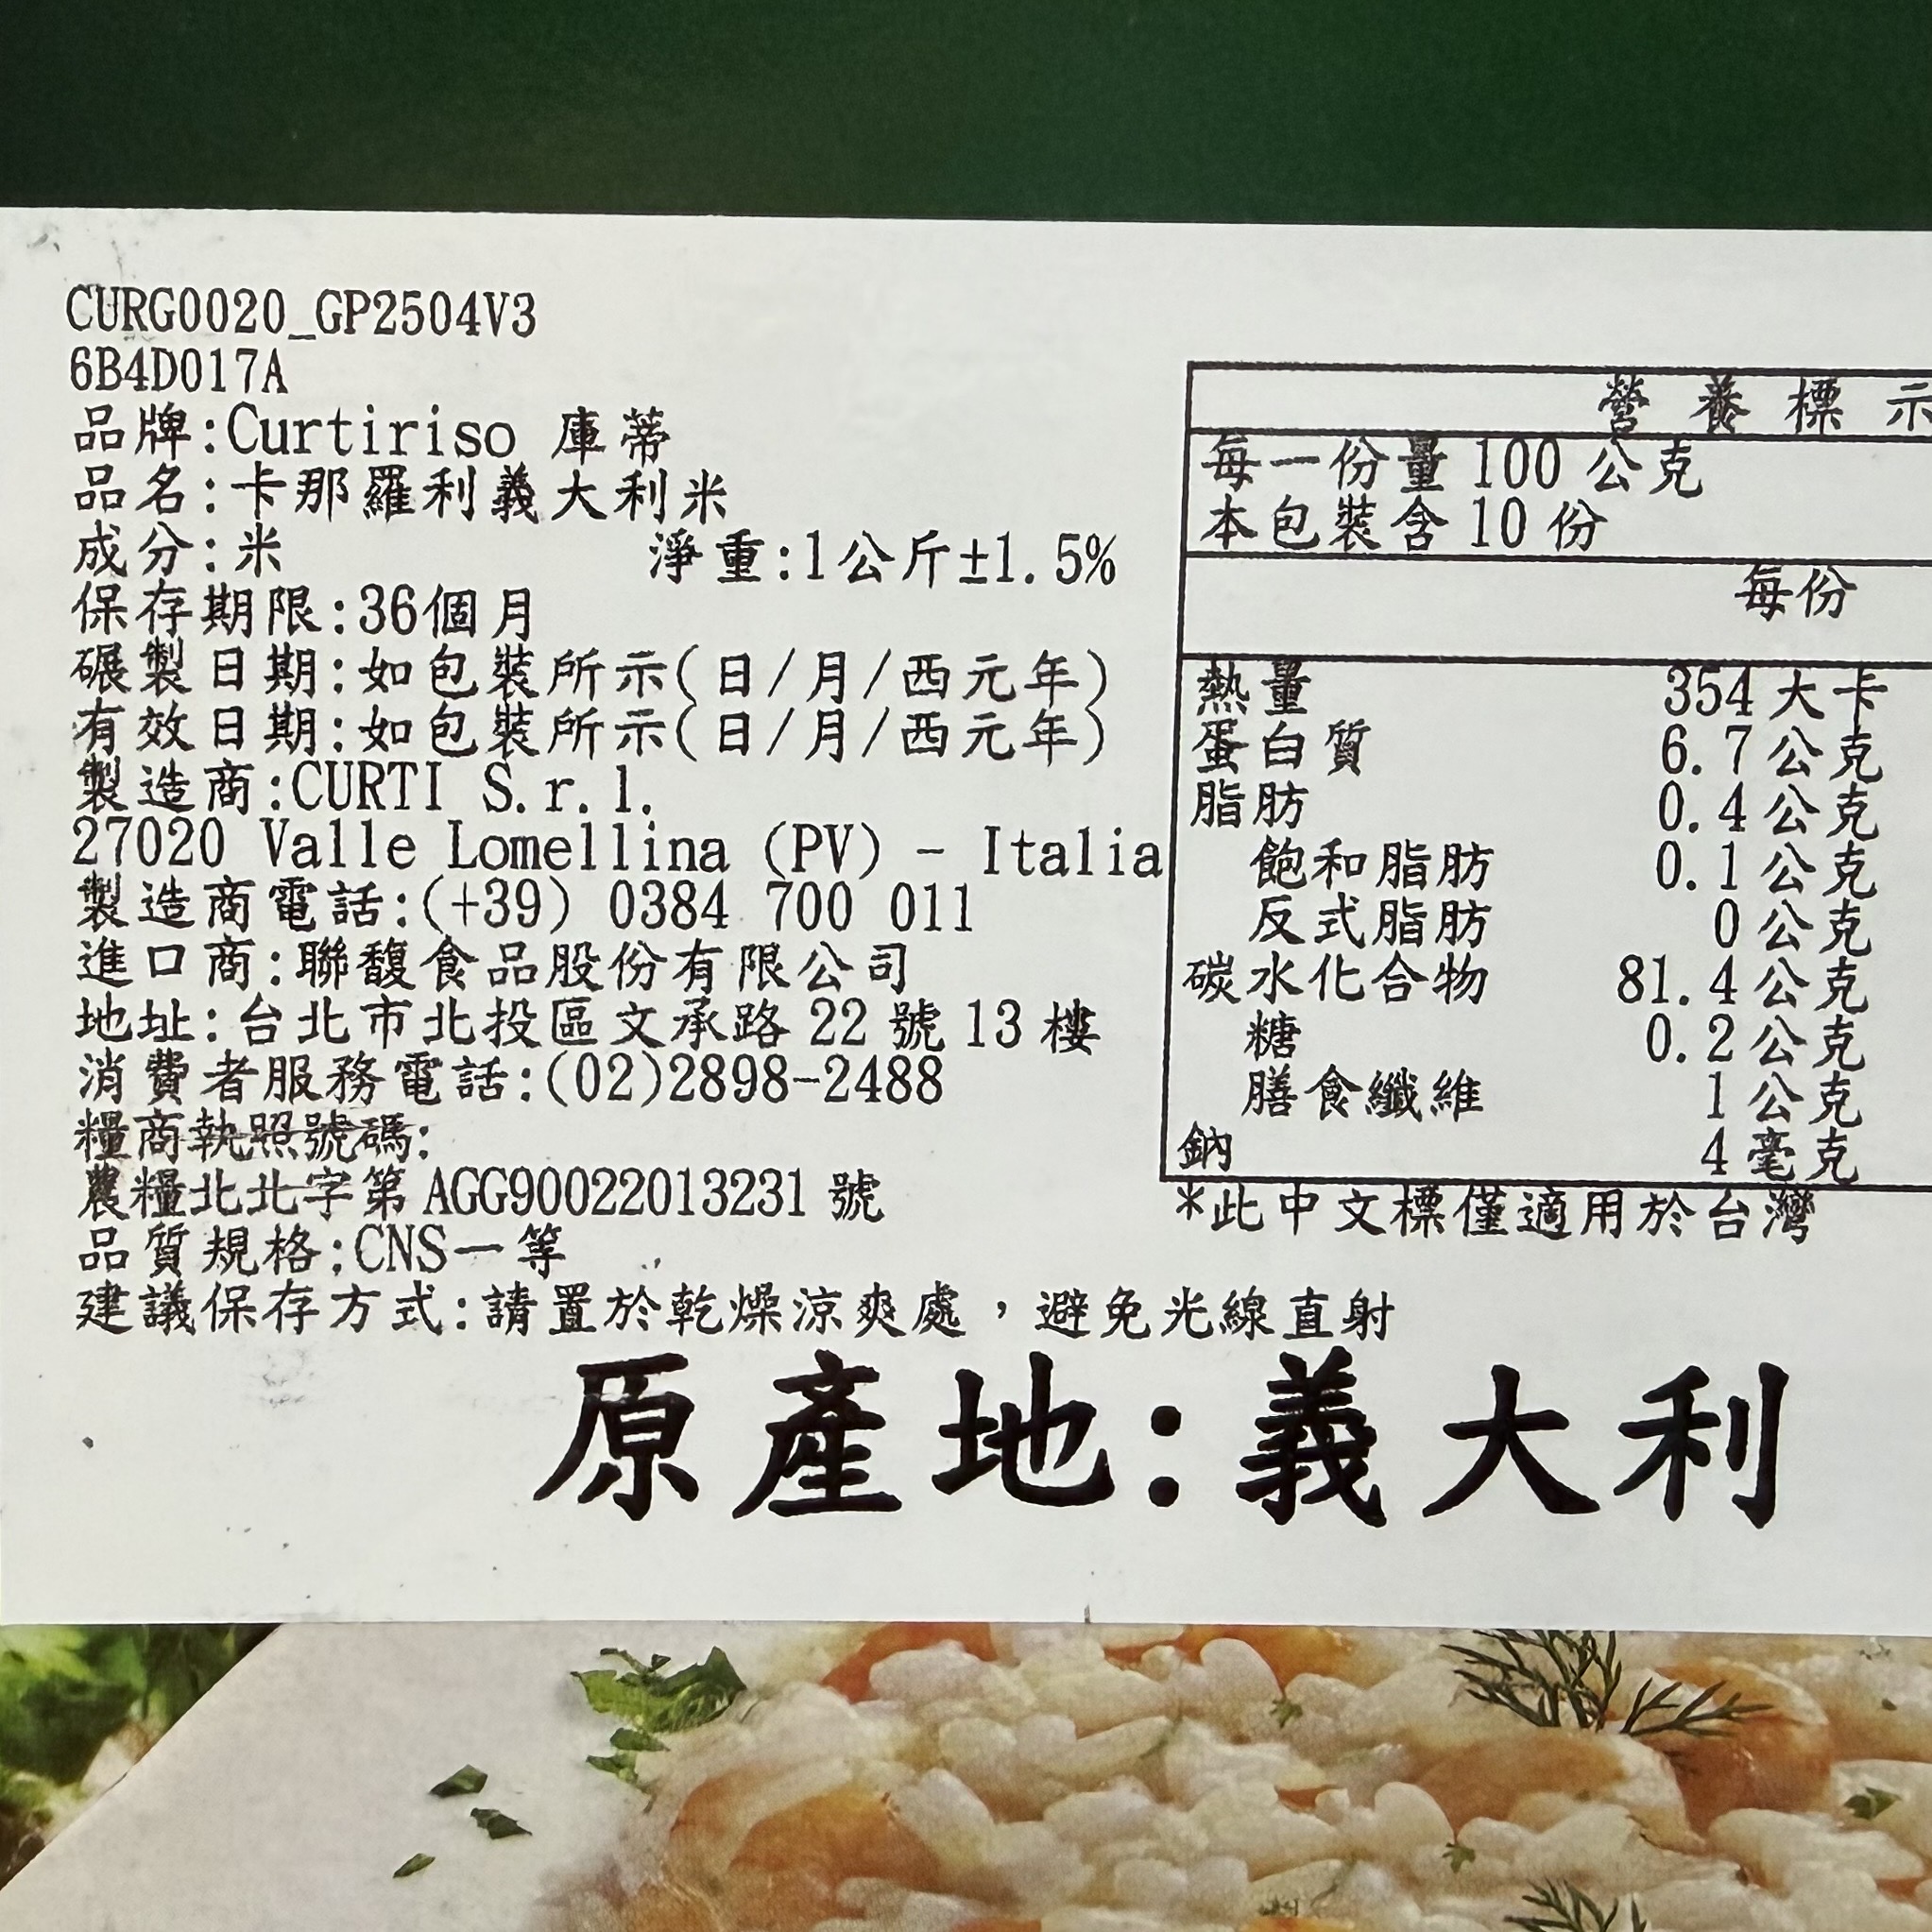 CURG0020_GP2504V3
6B4D017A
品牌:Curtiriso 庫蒂
品名:卡那羅利義大利米
成分:米 淨重:1公斤±1.5%
保存期限:36個月
碾製日期:如包裝所示(日/月/西元年)
有效日期:如包裝所示(日/月/西元年)
製造商:CURTI S.r.l.
27020 Valle Lomellina (PV) - Italia
製造商電話:(+39) 0384 700 011
進口商:聯馥食品股份有限公司
地址:台北市北投區文承路22號13樓
消費者服務電話:(02)2898-2488
糧商執照號碼:
農糧北北字第AGG90022013231號
品質規格:CNS一等
建議保存方式:請置於乾燥涼爽處，避免光線直射
原產地:義大利
營養標示
每一份量100公克
本包裝含10份
每份
熱量 354大卡
蛋白質 6.7公克
脂肪 0.4公克
飽和脂肪 0.1公克
反式脂肪 0公克
碳水化合物 81.4公克
糖 0.2公克
膳食纖維 1公克
鈉 4毫克
*此中文標僅適用於台灣